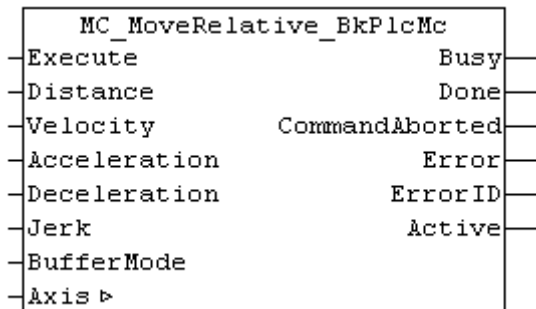 MC_MoveRelative_BkPlcMc
Execute Busy
Distance Done
Velocity CommandAborted
Acceleration Error
Deceleration ErrorID
Jerk Active
BufferMode
Axis ▷